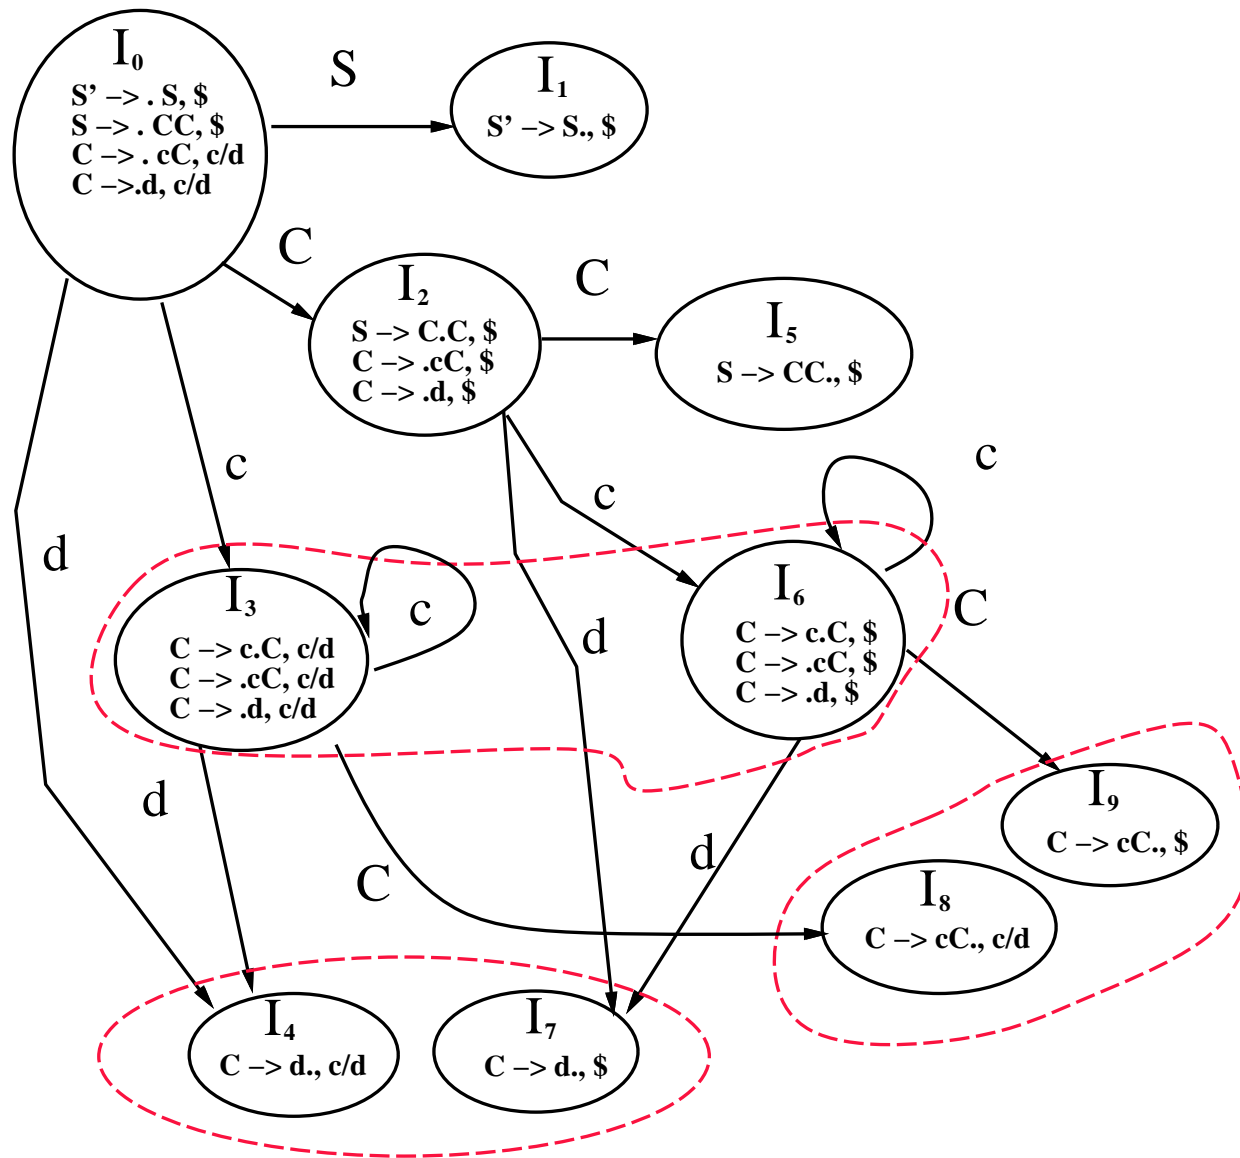 I0
S' –> . S, $
S –> . CC, $
C –> . cC, c/d
C –>.d, c/d
S
I1
S' –> S., $
C
I2
S –> C.C, $
C –> .cC, $
C –> .d, $
C
I5
S –> CC., $
c
d
c
d
c
I3
C –> c.C, c/d
C –> .cC, c/d
C –> .d, c/d
c
I6
C –> c.C, $
C –> .cC, $
C –> .d, $
C
d
C
d
I9
C –> cC., $
I8
C –> cC., c/d
I4
C –> d., c/d
I7
C –> d., $